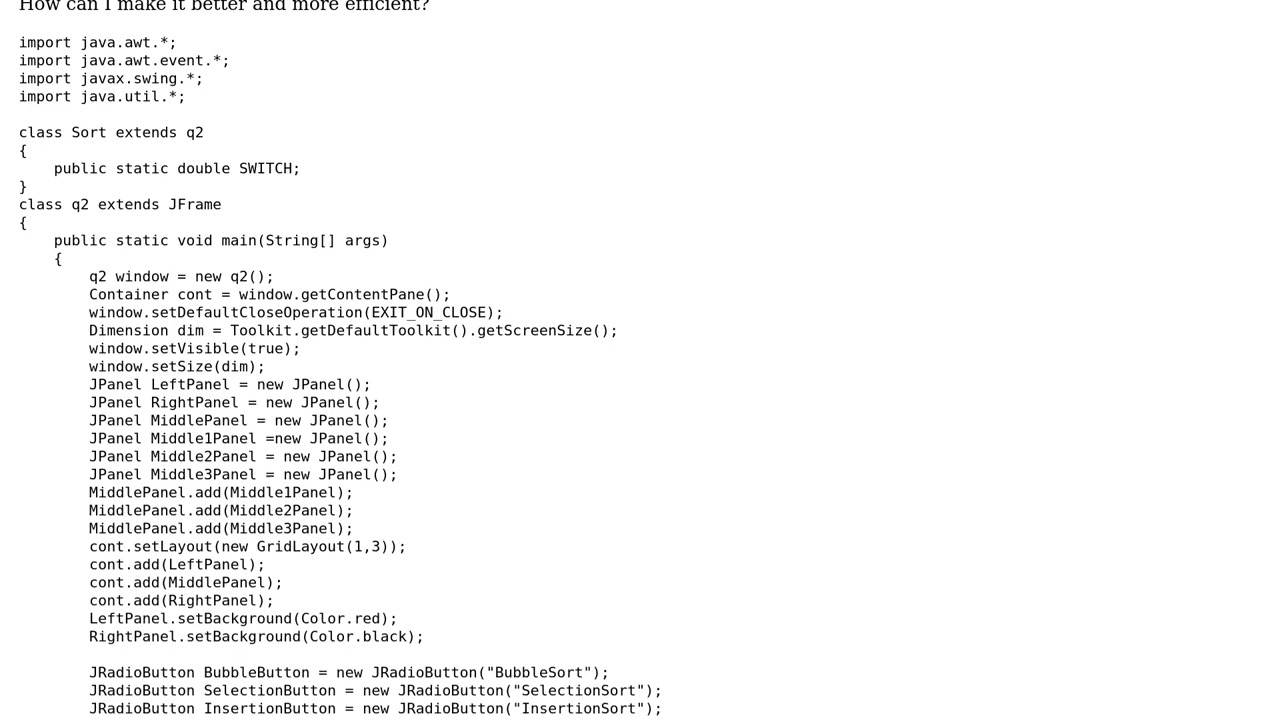 How can I make it better and more efficient?
import java.awt.*;
import java.awt.event.*;
import javax.swing.*;
import java.util.*;
class Sort extends q2
{
public static double SWITCH;
}
class q2 extends JFrame
{
public static void main(String[] args)
{
q2 window = new q2();
Container cont = window.getContentPane();
window.setDefaultCloseOperation(EXIT_ON_CLOSE);
Dimension dim = Toolkit.getDefaultToolkit().getScreenSize();
window.setVisible(true);
window.setSize(dim);
JPanel LeftPanel = new JPanel();
JPanel RightPanel = new JPanel();
JPanel MiddlePanel = new JPanel();
JPanel Middle1Panel =new JPanel();
JPanel Middle2Panel = new JPanel();
JPanel Middle3Panel = new JPanel();
MiddlePanel.add(Middle1Panel);
MiddlePanel.add(Middle2Panel);
MiddlePanel.add(Middle3Panel);
cont.setLayout(new GridLayout(1,3));
cont.add(LeftPanel);
cont.add(MiddlePanel);
cont.add(RightPanel);
LeftPanel.setBackground(Color.red);
RightPanel.setBackground(Color.black);
JRadioButton BubbleButton = new JRadioButton("BubbleSort");
JRadioButton SelectionButton = new JRadioButton("SelectionSort");
JRadioButton InsertionButton = new JRadioButton("InsertionSort");